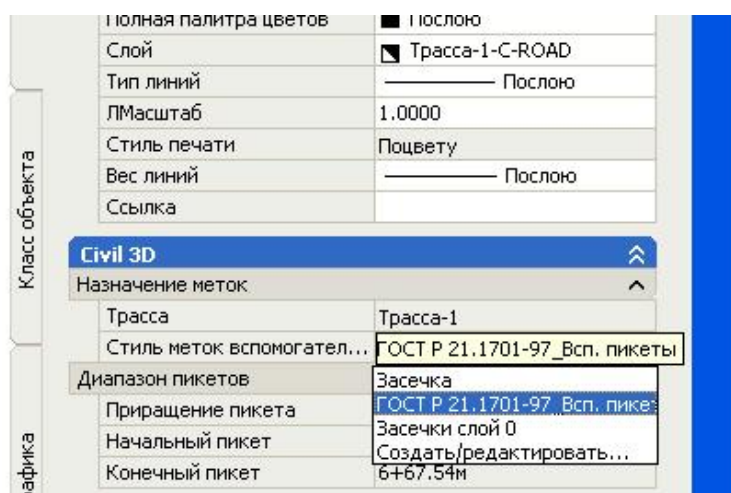 Полная палитра цветов Послою
Слой Трасса-1-C-ROAD
Тип линий Послою
ЛМасштаб 1.0000
Стиль печати Поцвету
Вес линий Послою
Ссылка
Класс объекта
Civil 3D
Назначение меток
Трасса Трасса-1
Стиль меток вспомогател... ГОСТ Р 21.1701-97_Всп. пикеты
Диапазон пикетов
Засечка
Приращение пикета ГОСТ Р 21.1701-97_Всп. пике
Начальный пикет Засечки слой 0
Создать/редактировать...
Конечный пикет 6+67.54м